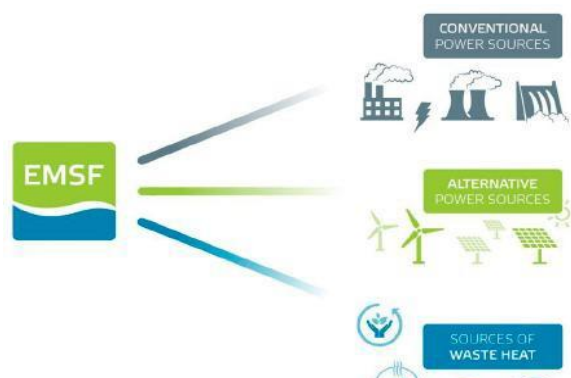 CONVENTIONAL
POWER SOURCES
EMSF
ALTERNATIVE
POWER SOURCES
SOURCES OF
WASTE HEAT